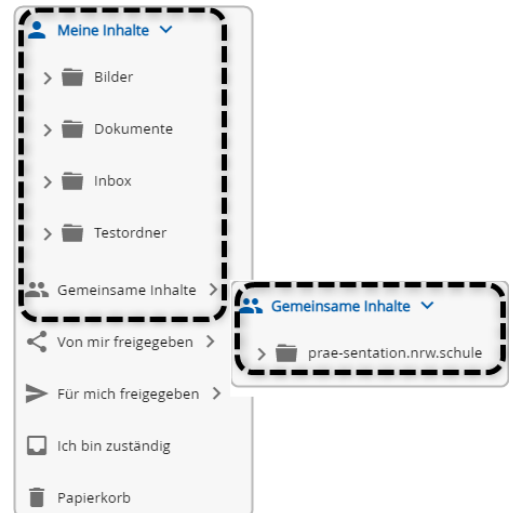 Meine Inhalte
Bilder
Dokumente
Inbox
Testordner
Gemeinsame Inhalte
Von mir freigegeben
Für mich freigegeben
Ich bin zuständig
Papierkorb
Gemeinsame Inhalte
prae-sentation.nrw.schule